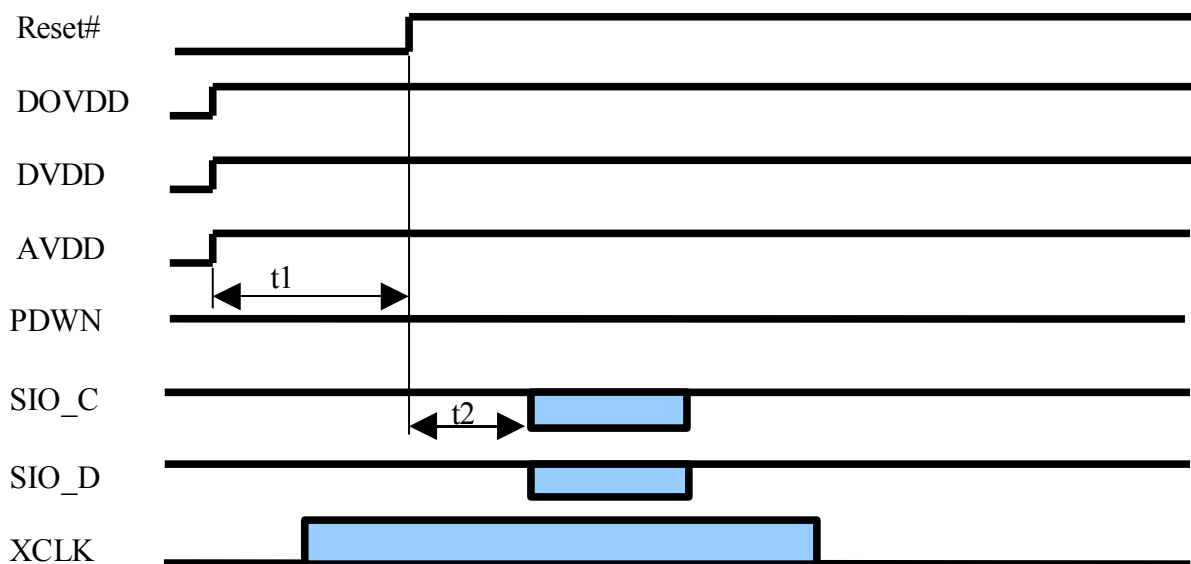 Reset#
DOVDD
DVDD
AVDD
t1
PDWN
SIO_C
t2
SIO_D
XCLK